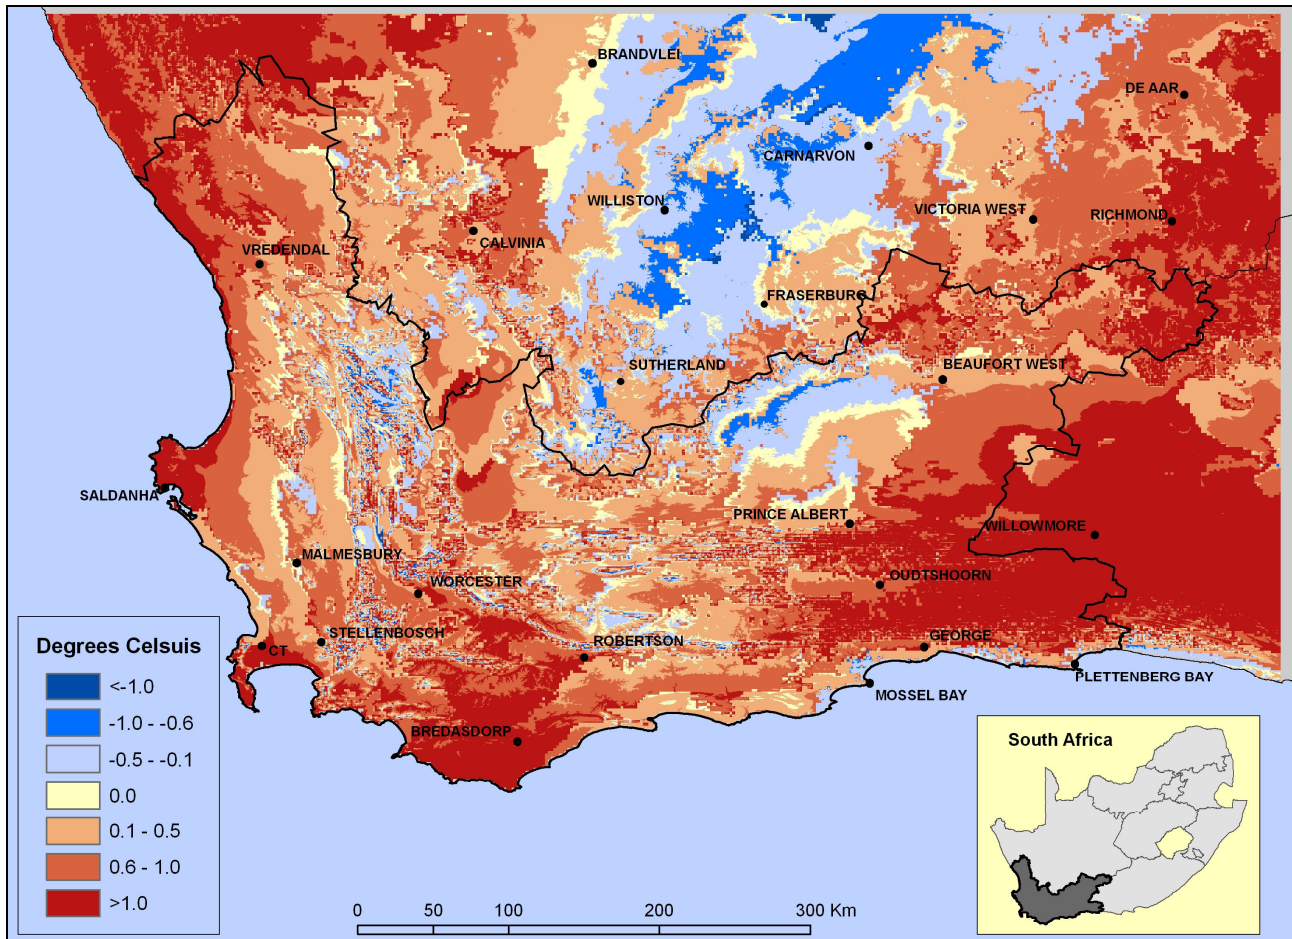 BRANDVLEI
DE AAR
CARNARVON
WILLISTON
VICTORIA WEST
RICHMOND
CALVINIA
VREDENDAL
FRASERBURG
SUTHERLAND
BEAUFORT WEST
SALDANHA
PRINCE ALBERT
WILLOWMORE
MALMESBURY
WORCESTER
OUDTSHOORN
STELLENBOSCH
ROBERTSON
GEORGE
CT
PLETTENBERG BAY
MOSSEL BAY
BREDASDORP
Degrees Celsuis
<-1.0
-1.0 - -0.6
-0.5 - -0.1
0.0
0.1 - 0.5
0.6 - 1.0
>1.0
0 50 100 200 300 Km
South Africa